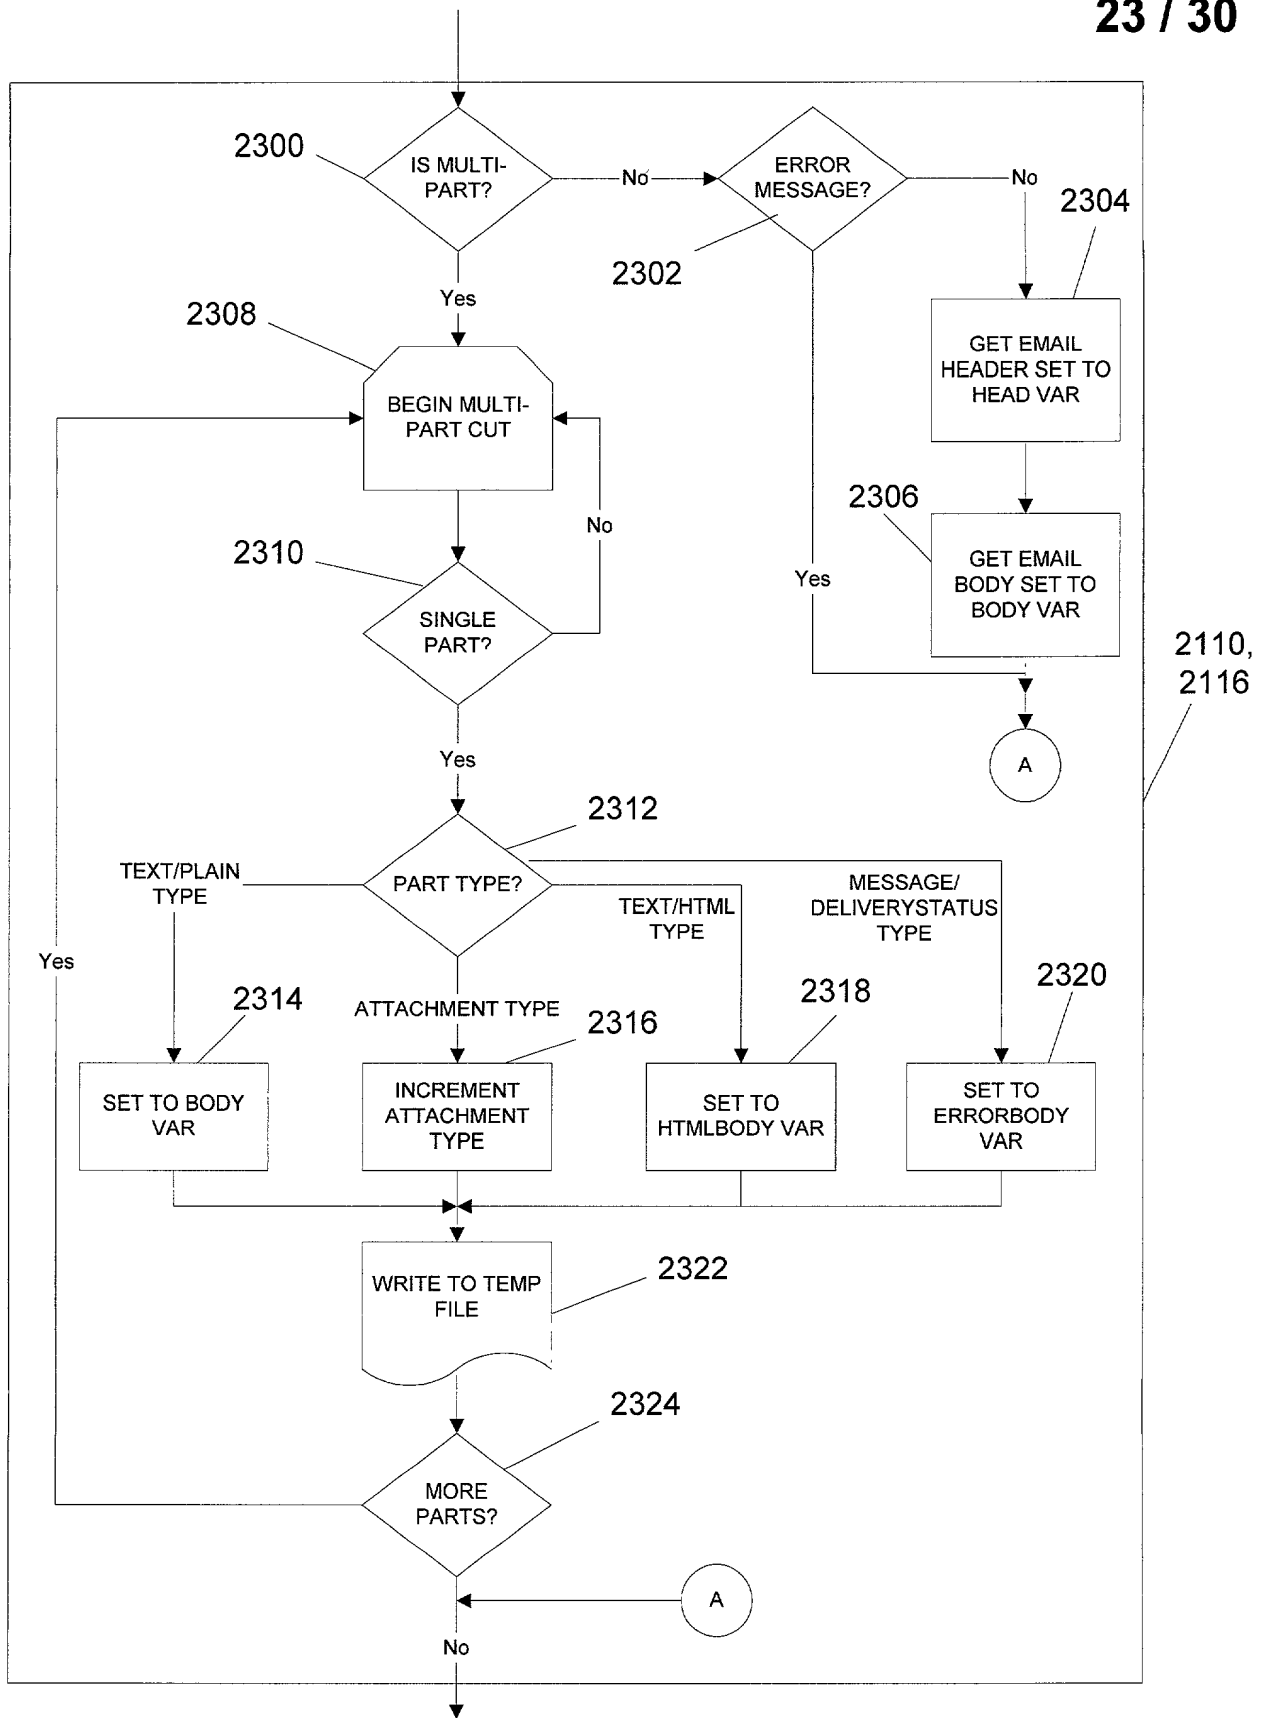 23 / 30
2300
IS MULTI-
PART?
No
ERROR
MESSAGE?
No
2302
2304
Yes
2308
BEGIN MULTI-
PART CUT
GET EMAIL
HEADER SET TO
HEAD VAR
No
2306
2310
GET EMAIL
BODY SET TO
BODY VAR
Yes
SINGLE
PART?
2110,
2116
Yes
A
2312
PART TYPE?
TEXT/PLAIN
TYPE
TEXT/HTML
TYPE
MESSAGE/
DELIVERYSTATUS
TYPE
Yes
ATTACHMENT TYPE
2314
2316
2318
2320
SET TO BODY
VAR
INCREMENT
ATTACHMENT
TYPE
SET TO
HTMLBODY VAR
SET TO
ERRORBODY
VAR
WRITE TO TEMP
FILE
2322
2324
MORE
PARTS?
A
No